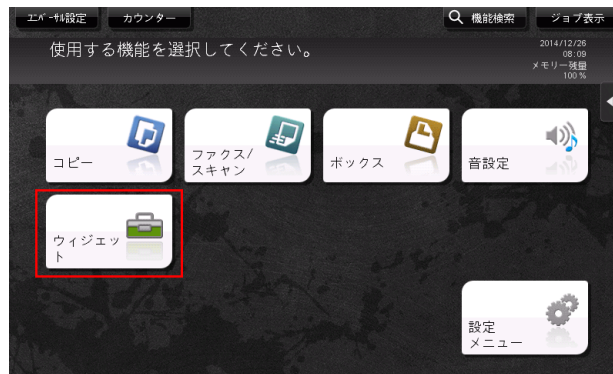 ユニバーサル設定
カウンター
機能検索
ジョブ表示
使用する機能を選択してください。
2014/12/26
08:09
メモリー残量
100 %
コピー
ファクス/
スキャン
ボックス
音設定
ウィジェッ
ト
設定
メニュー